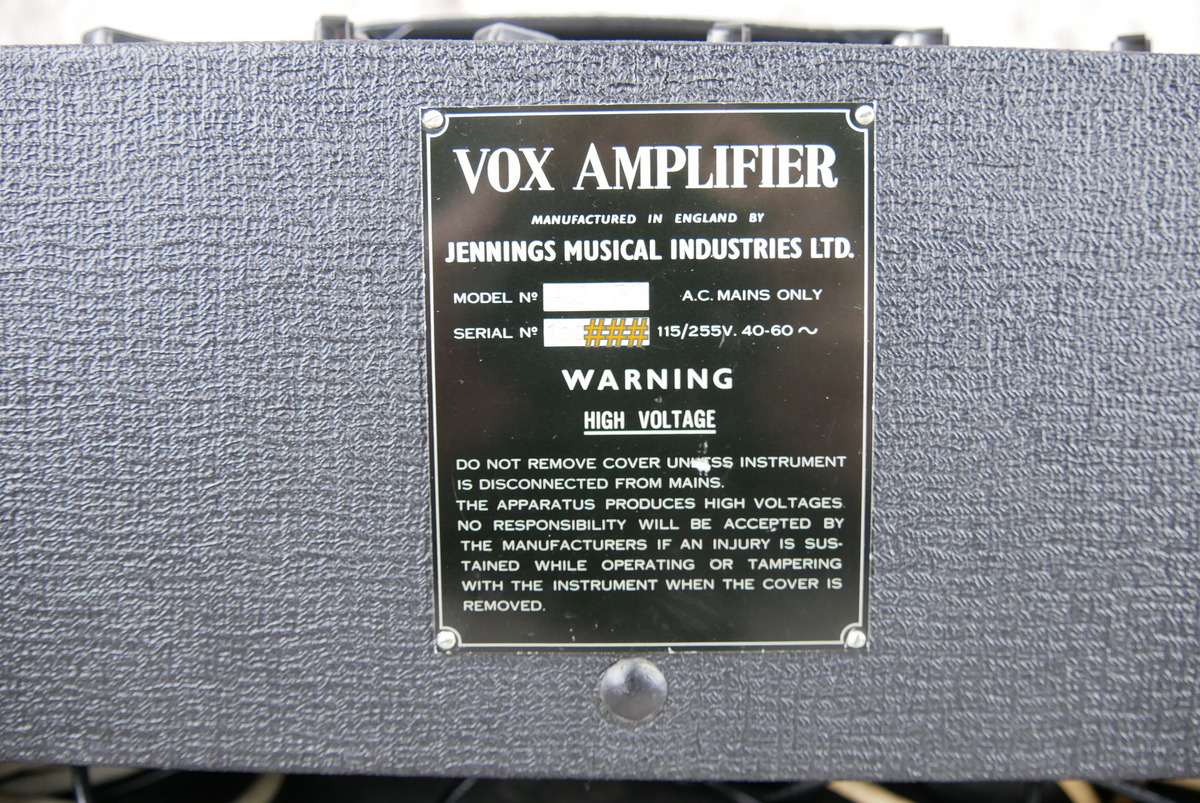 VOX AMPLIFIER
MANUFACTURED IN ENGLAND BY
JENNINGS MUSICAL INDUSTRIES LTD.
MODEL Nº A.C. MAINS ONLY
SERIAL Nº ### 115/255V. 40-60 ~
WARNING
HIGH VOLTAGE
DO NOT REMOVE COVER UNLESS INSTRUMENT
IS DISCONNECTED FROM MAINS.
THE APPARATUS PRODUCES HIGH VOLTAGES
NO RESPONSIBILITY WILL BE ACCEPTED BY
THE MANUFACTURERS IF AN INJURY IS SUS-
TAINED WHILE OPERATING OR TAMPERING
WITH THE INSTRUMENT WHEN THE COVER IS
REMOVED.